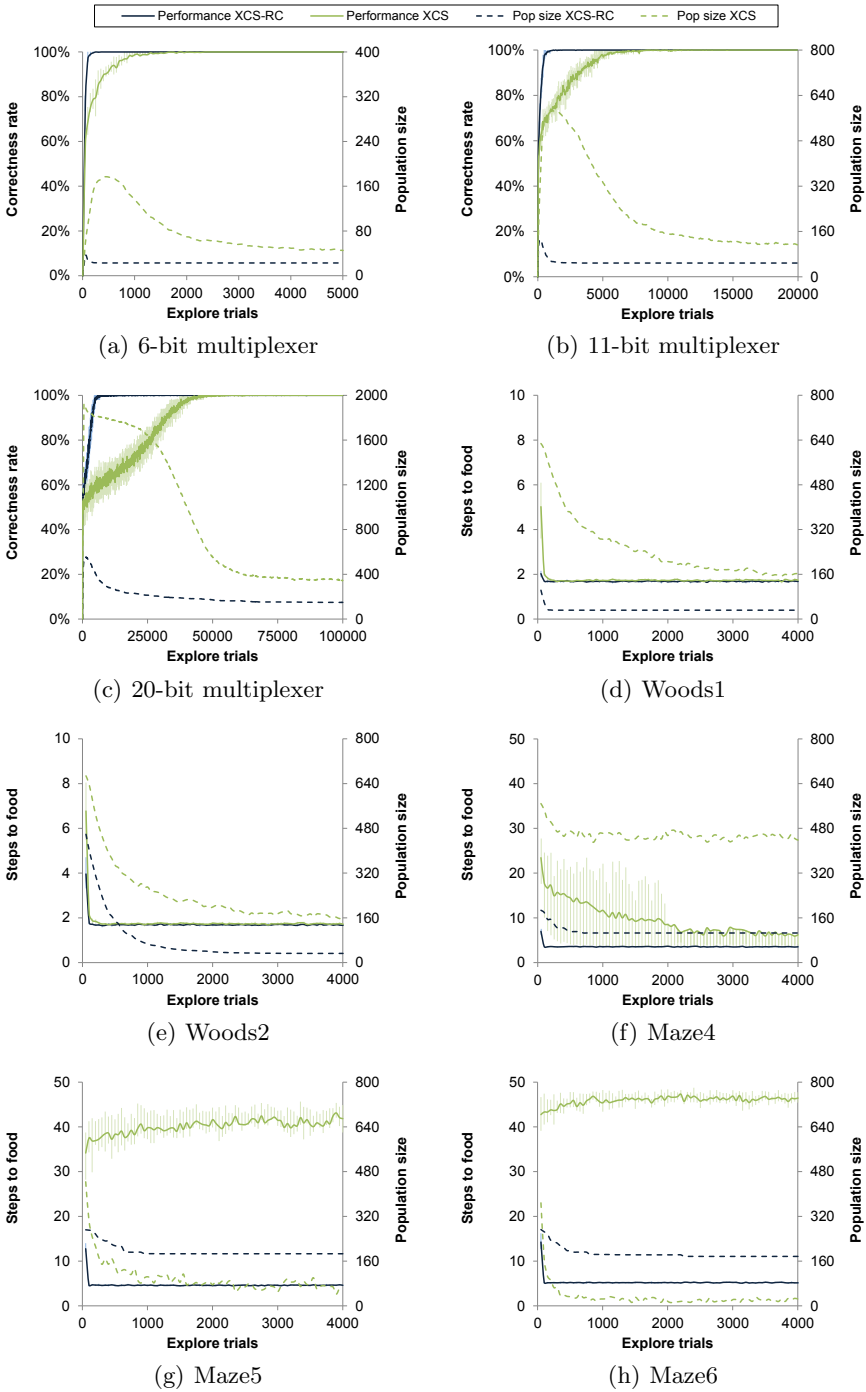 Performance XCS-RC Performance XCS Pop size XCS-RC Pop size XCS
100% 80% 60% 40% 20% 0%
Correctness rate
400 320 240 160 80 0
Population size
0 1000 2000 3000 4000 5000
Explore trials
(a) 6-bit multiplexer
100% 80% 60% 40% 20% 0%
Correctness rate
800 640 480 320 160 0
Population size
0 5000 10000 15000 20000
Explore trials
(b) 11-bit multiplexer
100% 80% 60% 40% 20% 0%
Correctness rate
2000 1600 1200 800 400 0
Population size
0 25000 50000 75000 100000
Explore trials
(c) 20-bit multiplexer
10 8 6 4 2 0
Steps to food
800 640 480 320 160 0
Population size
0 1000 2000 3000 4000
Explore trials
(d) Woods1
10 8 6 4 2 0
Steps to food
800 640 480 320 160 0
Population size
0 1000 2000 3000 4000
Explore trials
(e) Woods2
50 40 30 20 10 0
Steps to food
800 640 480 320 160 0
Population size
0 1000 2000 3000 4000
Explore trials
(f) Maze4
50 40 30 20 10 0
Steps to food
800 640 480 320 160 0
Population size
0 1000 2000 3000 4000
Explore trials
(g) Maze5
50 40 30 20 10 0
Steps to food
800 640 480 320 160 0
Population size
0 1000 2000 3000 4000
Explore trials
(h) Maze6